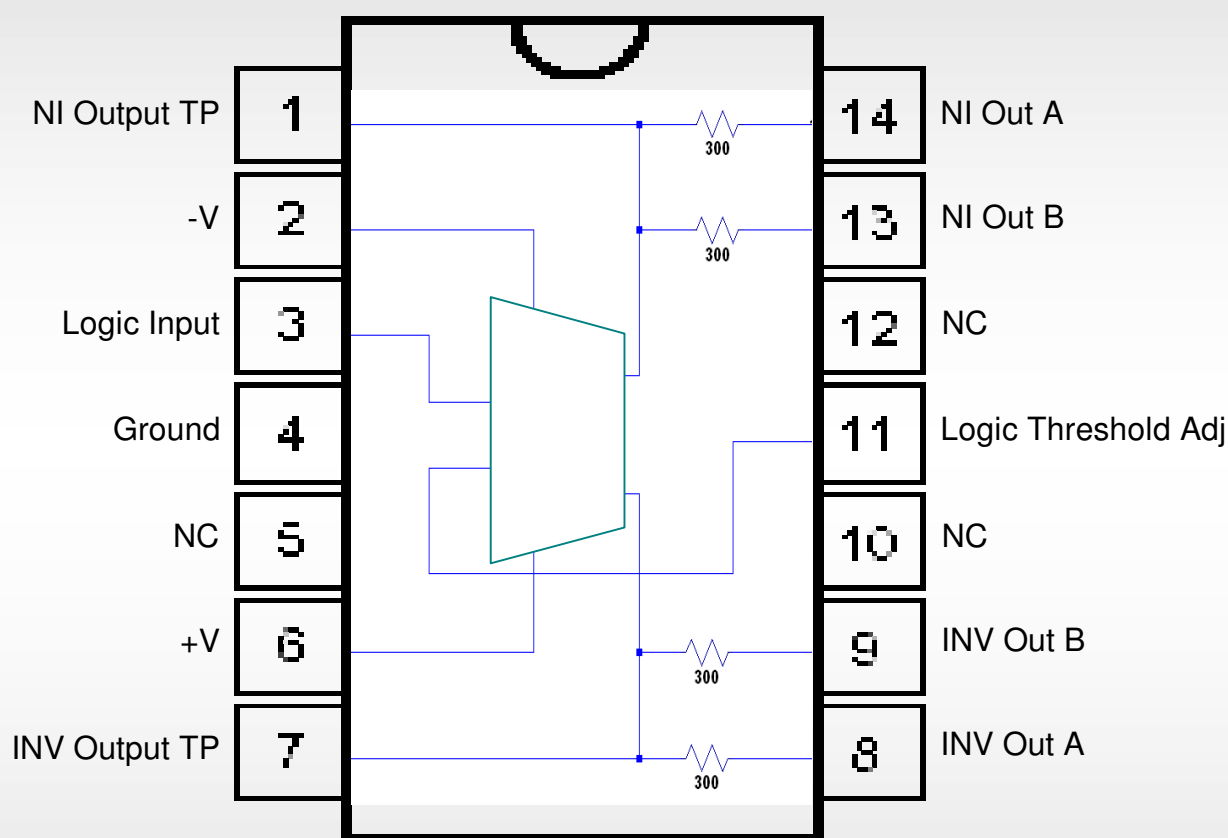 NI Output TP 1 14 NI Out A
300
-V 2 13 NI Out B
300
Logic Input 3 12 NC
Ground 4 11 Logic Threshold Adj
NC 5 10 NC
+V 6 9 INV Out B
300
INV Output TP 7 8 INV Out A
300